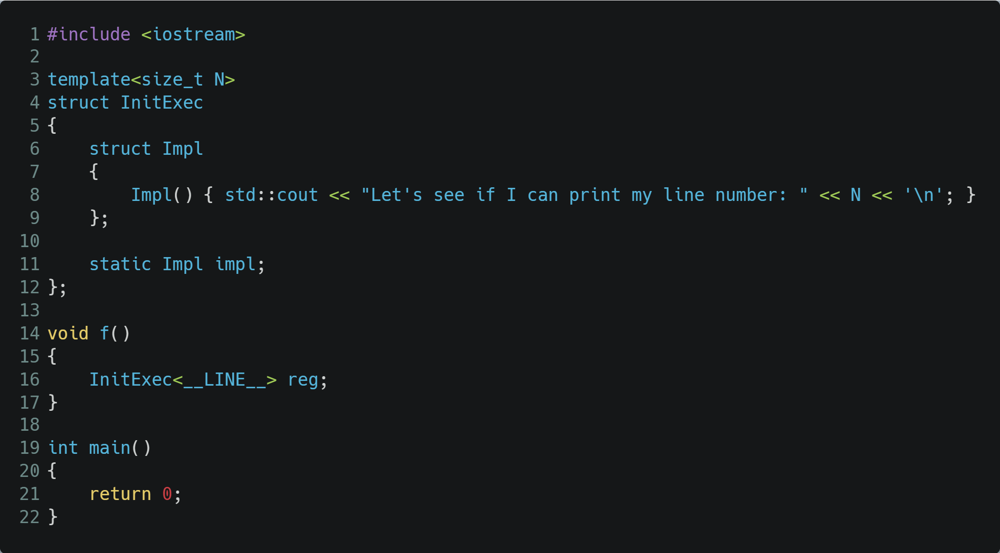 1 #include <iostream>
2
3 template<size_t N>
4 struct InitExec
5 {
6     struct Impl
7     {
8         Impl() { std::cout << "Let's see if I can print my line number: " << N << '\n'; }
9     };
10
11     static Impl impl;
12 };
13
14 void f()
15 {
16     InitExec<__LINE__> reg;
17 }
18
19 int main()
20 {
21     return 0;
22 }